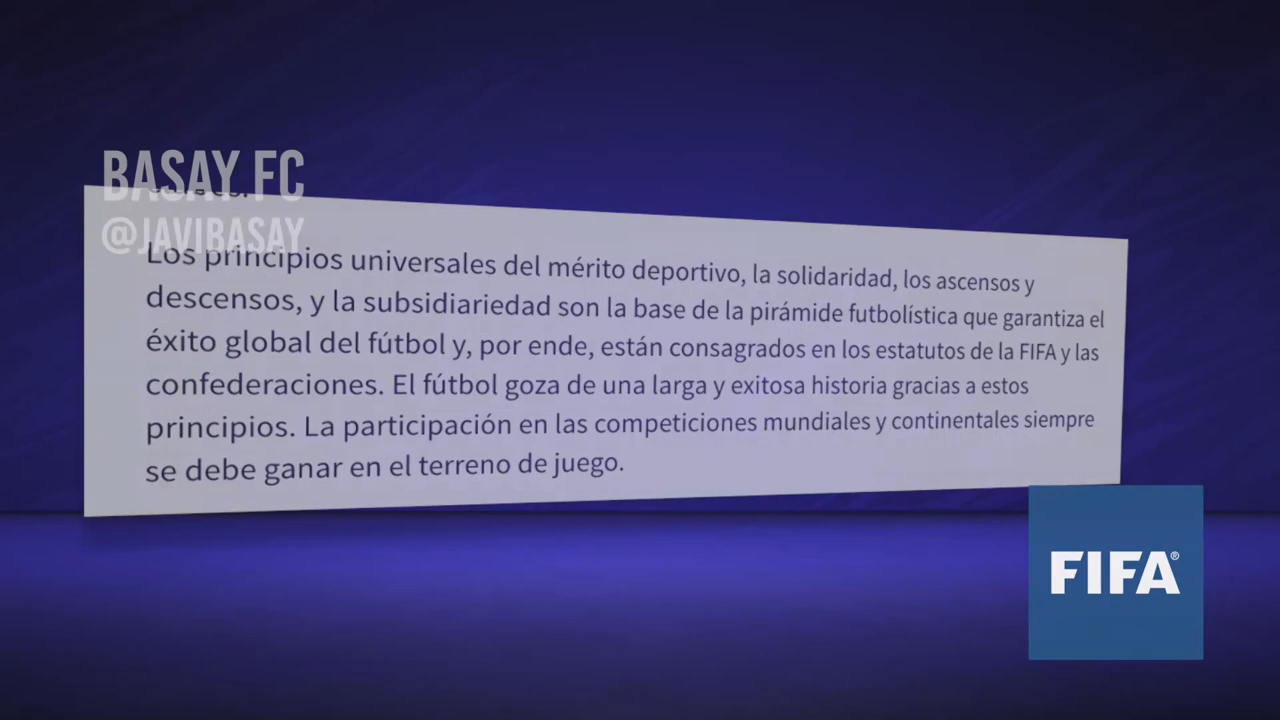 BASAY FC
@JAVIBASAY
Los principios universales del mérito deportivo, la solidaridad, los ascensos y
descensos, y la subsidiariedad son la base de la pirámide futbolística que garantiza el
éxito global del fútbol y, por ende, están consagrados en los estatutos de la FIFA y las
confederaciones. El fútbol goza de una larga y exitosa historia gracias a estos
principios. La participación en las competiciones mundiales y continentales siempre
se debe ganar en el terreno de juego.
FIFA®